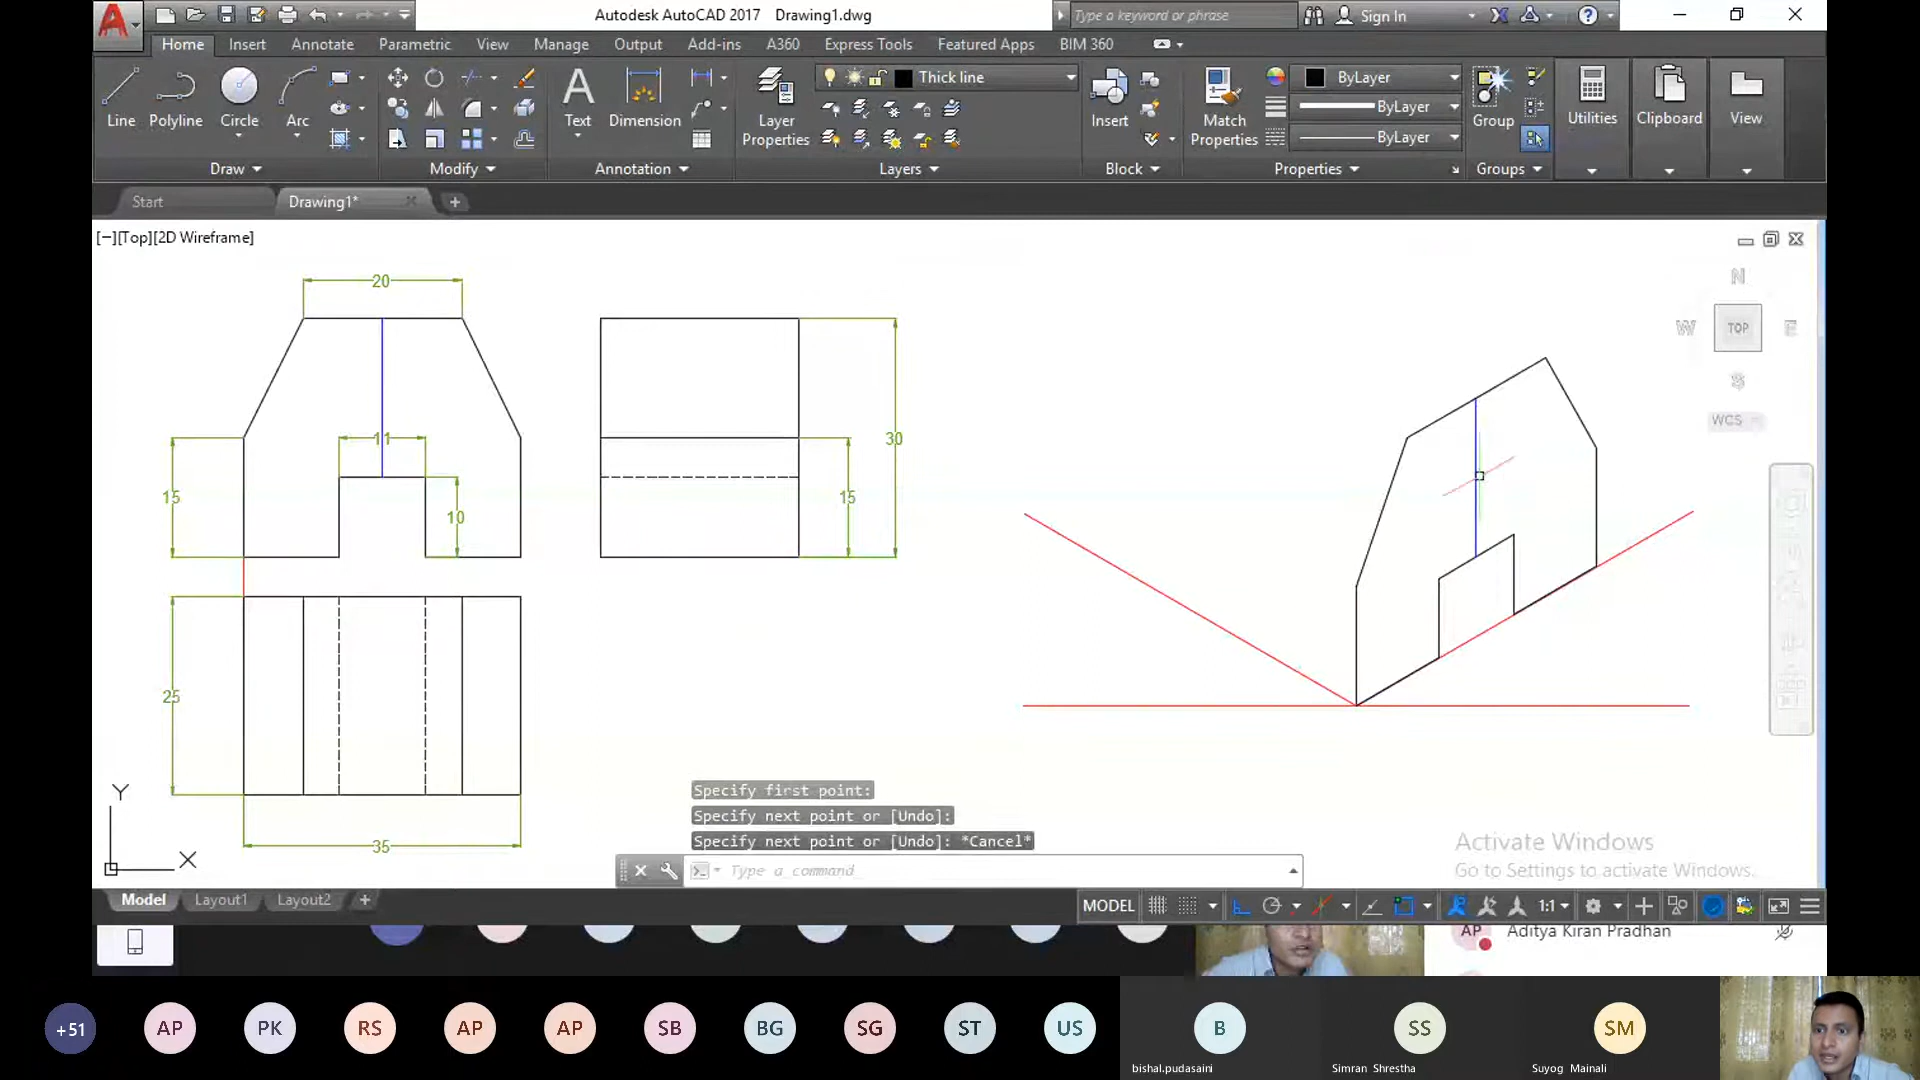 Autodesk AutoCAD 2017 Drawing1.dwg
Type a keyword or phrase
Sign In
Home Insert Annotate Parametric View Manage Output Add-ins A360 Express Tools Featured Apps BIM 360
Line Polyline Circle Arc
Text Dimension
Layer Properties
Thick line
Insert
Match Properties
ByLayer
ByLayer
ByLayer
Group
Utilities
Clipboard
View
Draw Modify Annotation Layers Block Properties Groups
Start Drawing1*
[−][Top][2D Wireframe]
N
W TOP E
S
WCS
20
11
15
10
30
15
25
35
Y
X
Specify first point:
Specify next point or [Undo]:
Specify next point or [Undo]: *Cancel*
Type a command
Activate Windows
Go to Settings to activate Windows.
Model Layout1 Layout2
MODEL
1:1
AP Aditya Kiran Pradhan
+51 AP PK RS AP AP SB BG SG ST US B SS SM
bishal.pudasaini Simran Shrestha Suyog Mainali